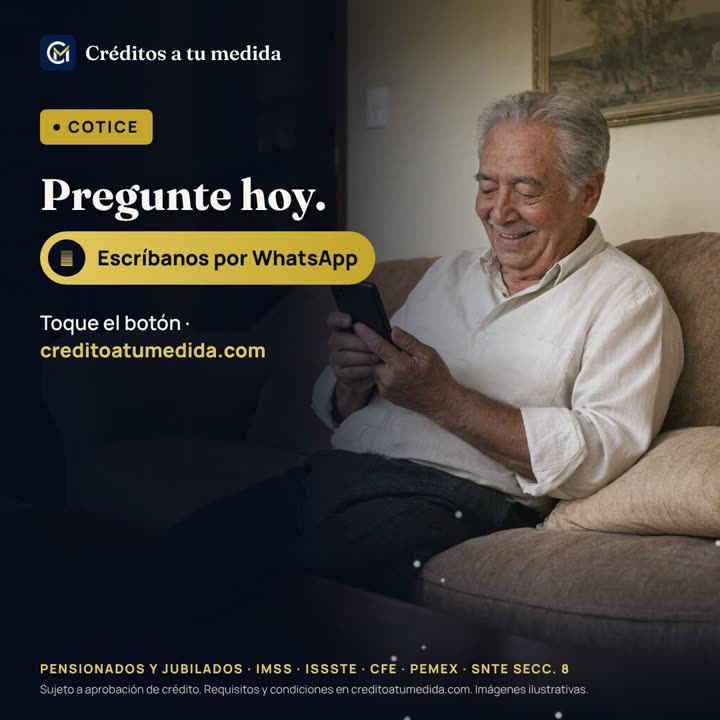 Créditos a tu medida
• COTICE
Pregunte hoy.
Escríbanos por WhatsApp
Toque el botón ·
creditoatumedida.com
PENSIONADOS Y JUBILADOS · IMSS · ISSSTE · CFE · PEMEX · SNTE SECC. 8
Sujeto a aprobación de crédito. Requisitos y condiciones en creditoatumedida.com. Imágenes ilustrativas.